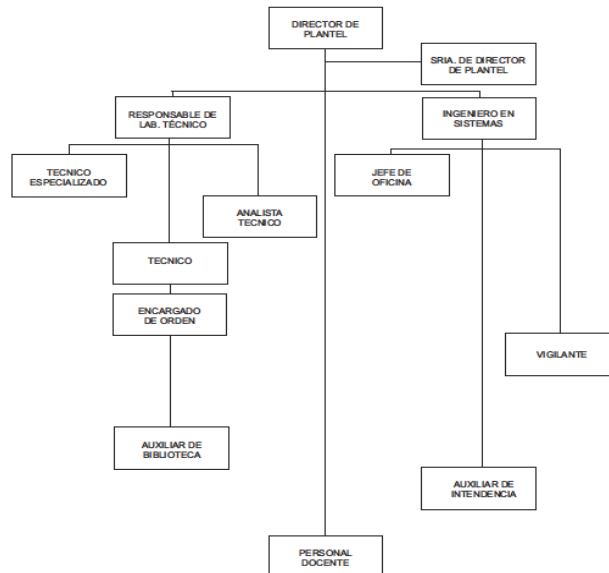 DIRECTOR DE
PLANTEL
SRIA. DE DIRECTOR
DE PLANTEL
RESPONSABLE DE
LAB. TÉCNICO
INGENIERO EN
SISTEMAS
TECNICO
ESPECIALIZADO
JEFE DE
OFICINA
ANALISTA
TECNICO
TECNICO
ENCARGADO
DE ORDEN
VIGILANTE
AUXILIAR DE
BIBLIOTECA
AUXILIAR DE
INTENDENCIA
PERSONAL
DOCENTE